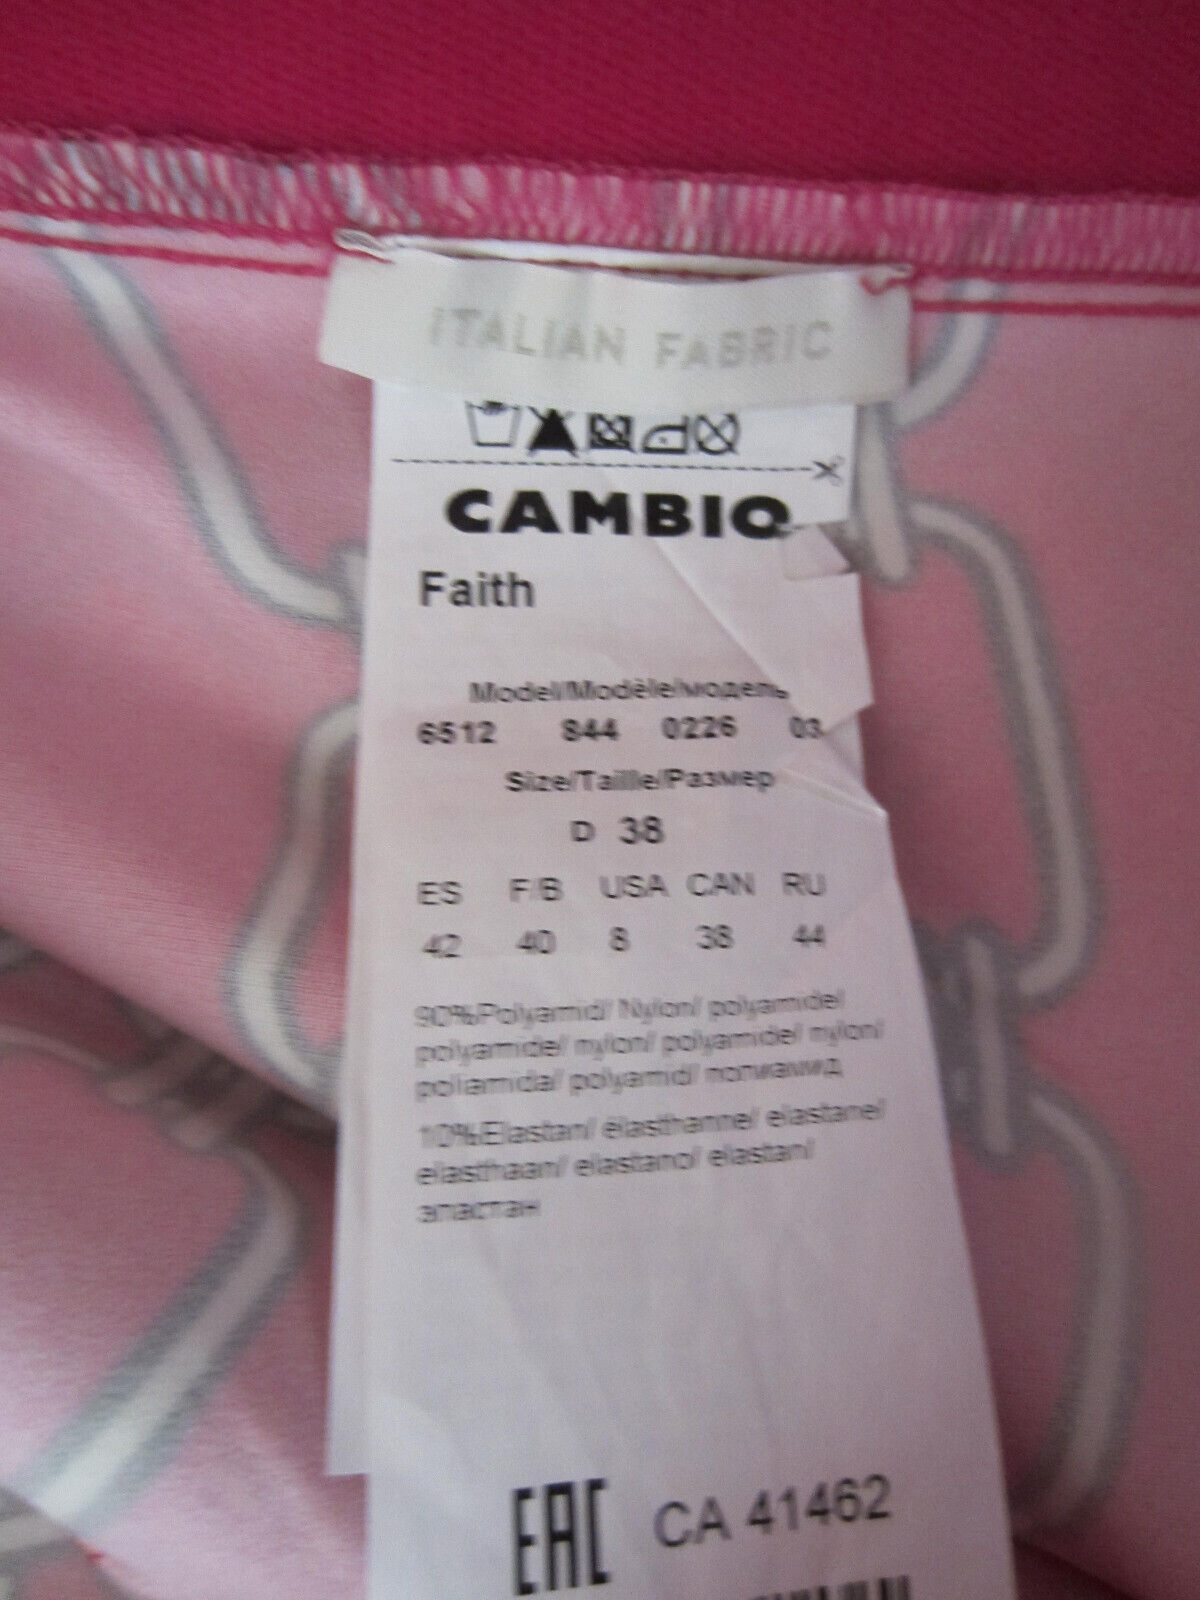 ITALIAN FABRIC
CAMBIO
Faith
Model/Modèle/модель
6512 844 0226 03
Size/Taille/Размер
D 38
ES F/B USA CAN RU
42 40 8 38 44
90%Polyamid/ Nylon/ polyamide/
polyamide/ nylon/ polyamide/ nylon/
poliamida/ polyamid/ полиамид
10%Elastan/ élasthanne/ elastane/
elasthaan/ elastano/ elastan/
эластан
EAC CA 41462